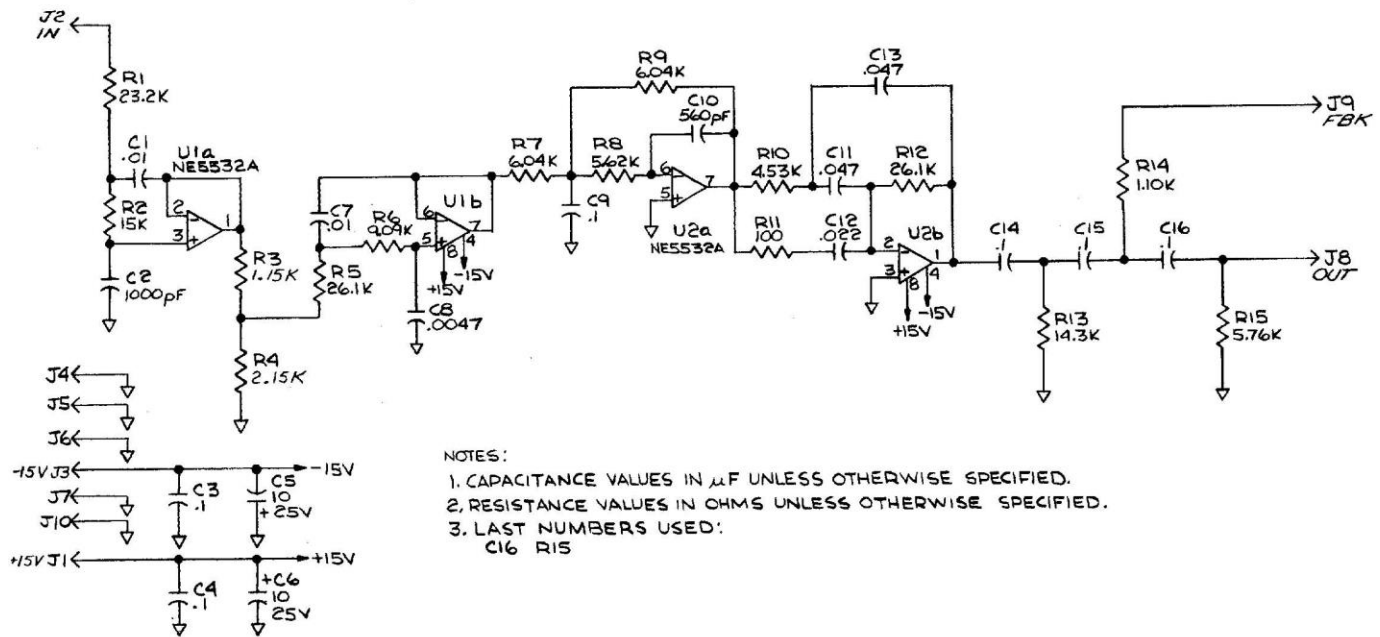 J2
IN
R1
23.2K
C1
.01
U1a
NE5532A
R2
15K
2
3
1
C2
1000pF
R3
1.15K
R4
2.15K
C7
.01
R6
9.09K
R5
26.1K
U1b
6
5
7
8
4
-15V
+15V
C8
.0047
R7
6.04K
R9
6.04K
R8
5.62K
C10
560pF
C9
.1
6
5
7
U2a
NE5532A
C13
.047
R10
4.53K
C11
.047
R12
26.1K
R11
100
C12
.022
U2b
2
3
1
8
4
-15V
+15V
C14
.1
C15
.1
C16
.1
R13
14.3K
R14
1.10K
R15
5.76K
J9
FBK
J8
OUT
J4
J5
J6
-15V J3
-15V
J7
J10
C3
.1
C5
10
+25V
+15V J1
+15V
C4
.1
+C6
10
25V
NOTES:
1. CAPACITANCE VALUES IN µF UNLESS OTHERWISE SPECIFIED.
2, RESISTANCE VALUES IN OHMS UNLESS OTHERWISE SPECIFIED.
3. LAST NUMBERS USED:
C16 R15